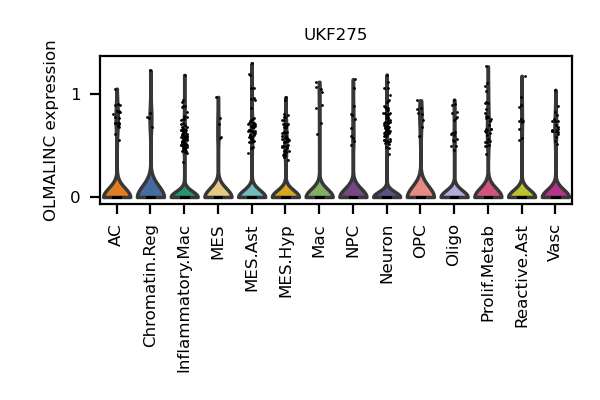 UKF275
OLMALINC expression
1
0
AC
Chromatin.Reg
Inflammatory.Mac
MES
MES.Ast
MES.Hyp
Mac
NPC
Neuron
OPC
Oligo
Prolif.Metab
Reactive.Ast
Vasc